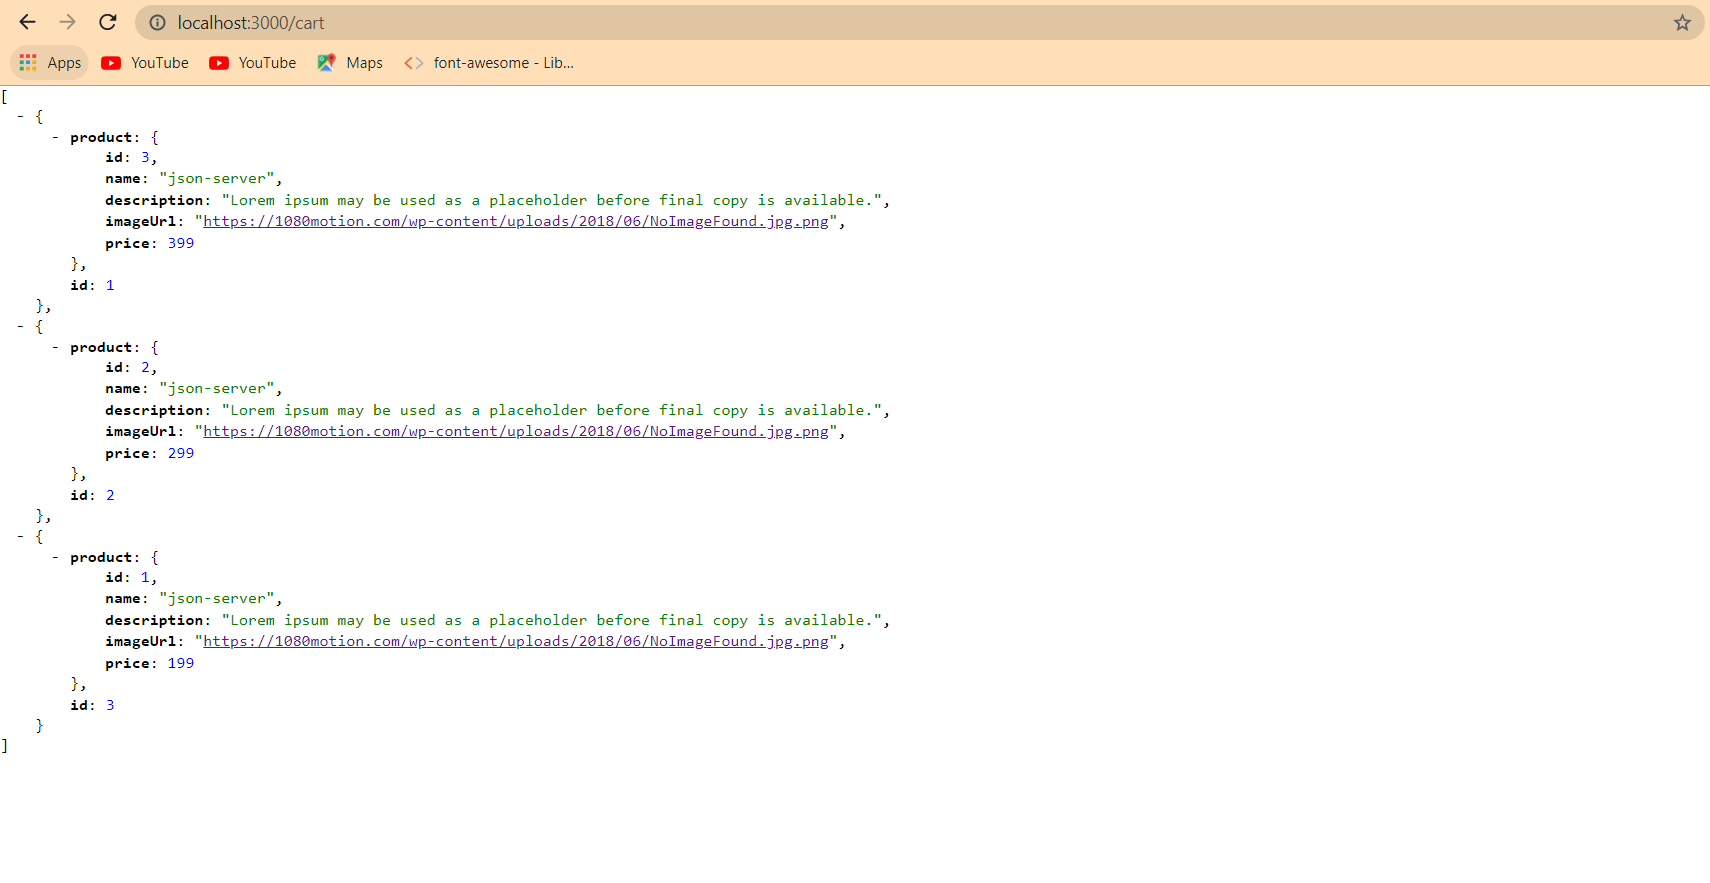 localhost:3000/cart
Apps YouTube YouTube Maps font-awesome - Lib...
[
- {
- product: {
id: 3,
name: "json-server",
description: "Lorem ipsum may be used as a placeholder before final copy is available.",
imageUrl: "https://1080motion.com/wp-content/uploads/2018/06/NoImageFound.jpg.png",
price: 399
},
id: 1
},
- {
- product: {
id: 2,
name: "json-server",
description: "Lorem ipsum may be used as a placeholder before final copy is available.",
imageUrl: "https://1080motion.com/wp-content/uploads/2018/06/NoImageFound.jpg.png",
price: 299
},
id: 2
},
- {
- product: {
id: 1,
name: "json-server",
description: "Lorem ipsum may be used as a placeholder before final copy is available.",
imageUrl: "https://1080motion.com/wp-content/uploads/2018/06/NoImageFound.jpg.png",
price: 199
},
id: 3
}
]